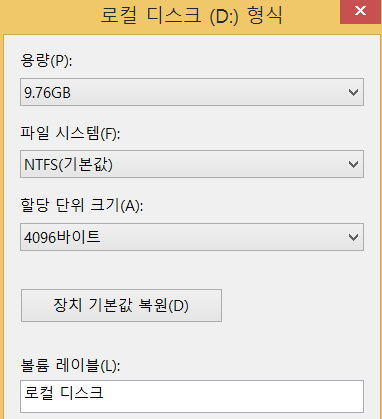 로컬 디스크 (D:) 형식
용량(P):
9.76GB
파일 시스템(F):
NTFS(기본값)
할당 단위 크기(A):
4096바이트
장치 기본값 복원(D)
볼륨 레이블(L):
로컬 디스크